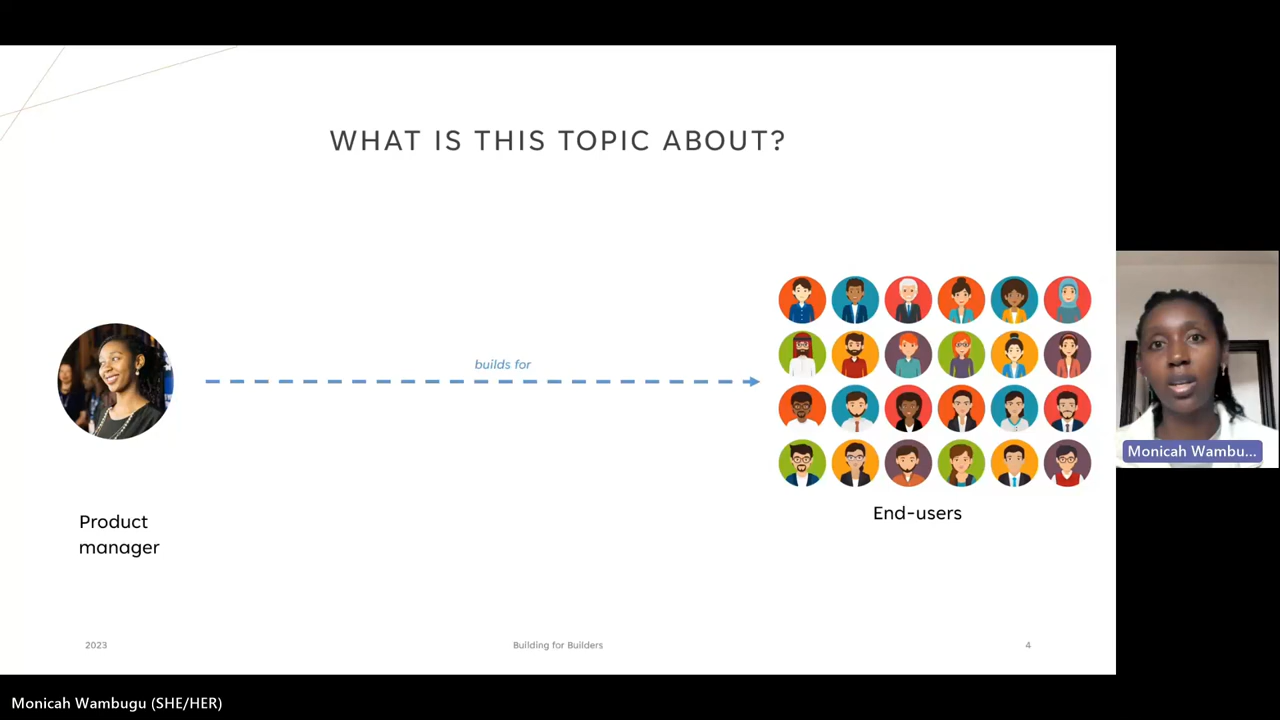 WHAT IS THIS TOPIC ABOUT?
builds for
Product
manager
End-users
2023
Building for Builders
4
Monicah Wambu...
Monicah Wambugu (SHE/HER)